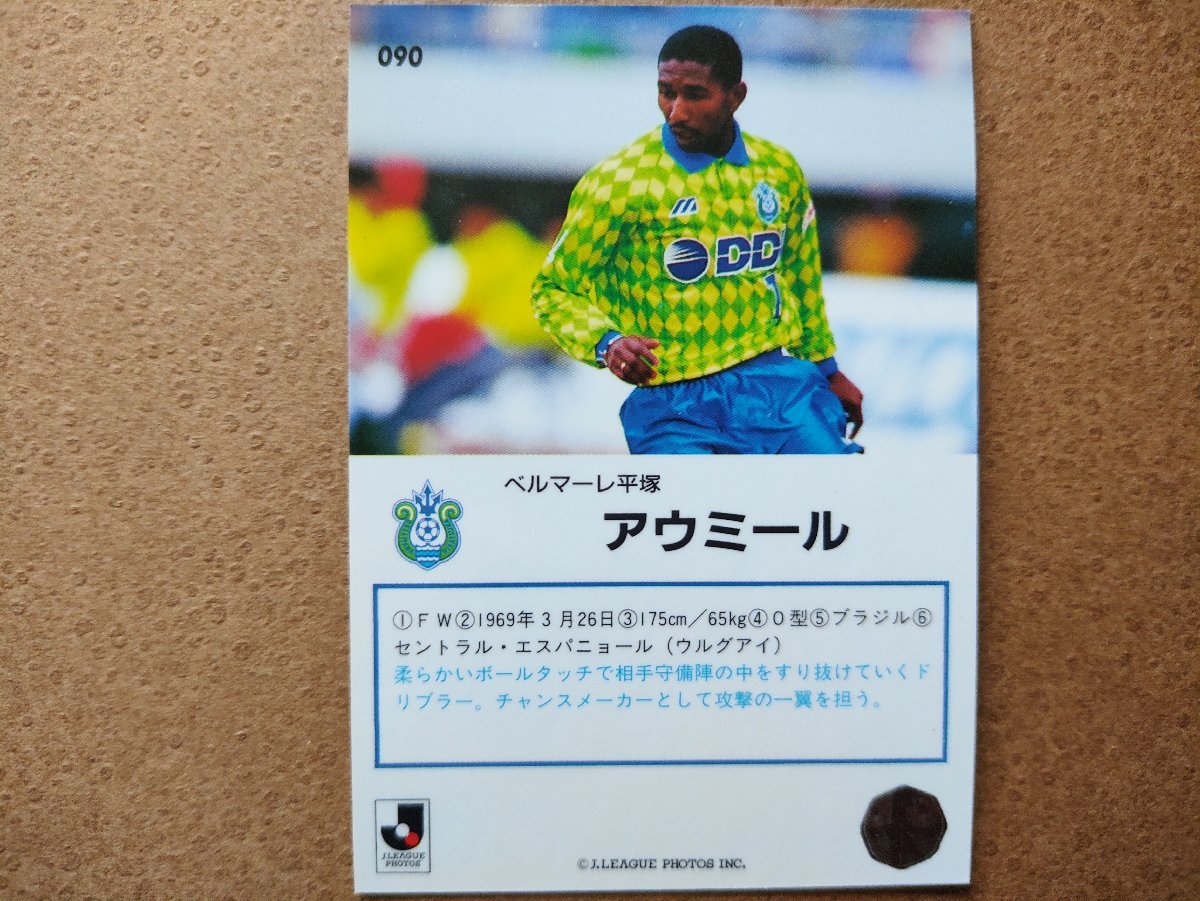 090
DD
1
ベルマーレ平塚
アウミール
①FW②1969年3月26日③175cm／65kg④O型⑤ブラジル⑥
セントラル・エスパニョール（ウルグアイ）
柔らかいボールタッチで相手守備陣の中をすり抜けていくド
リブラー。チャンスメーカーとして攻撃の一翼を担う。
J.LEAGUE
PHOTOS
© J.LEAGUE PHOTOS INC.